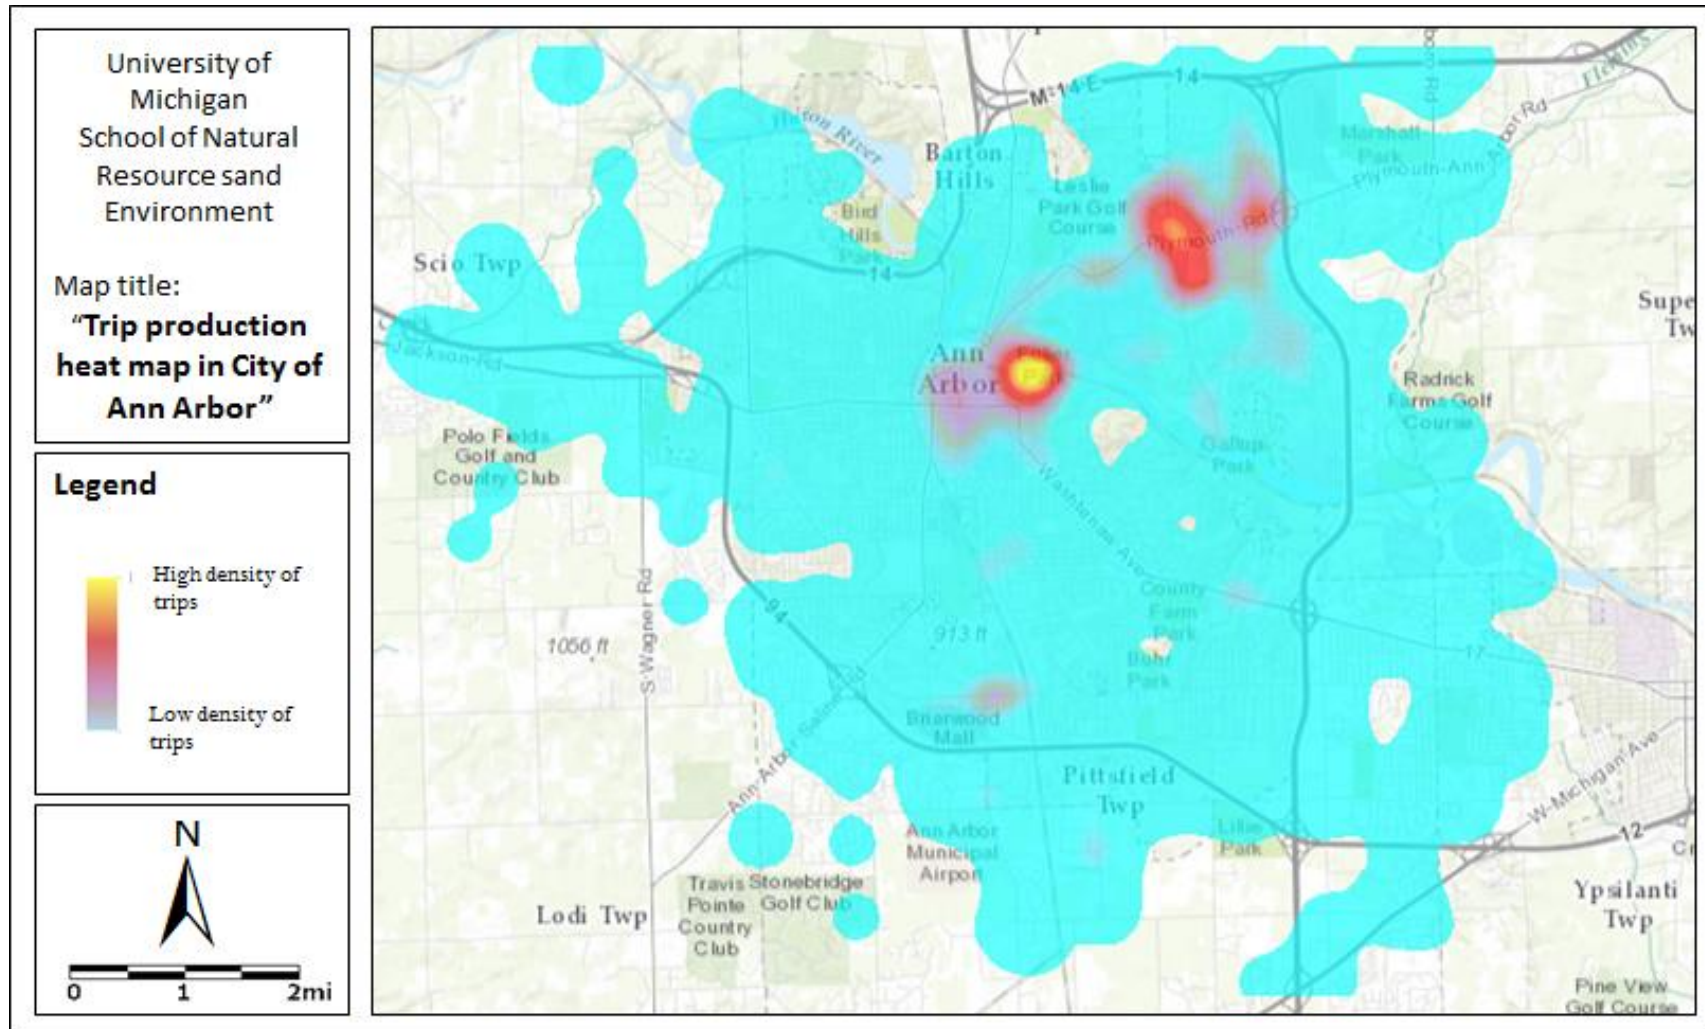 University of
Michigan
School of Natural
Resource sand
Environment
Map title:
“Trip production
heat map in City of
Ann Arbor”
Legend
High density of
trips
Low density of
trips
N
0 1 2mi
M-14 E
14
Huron River
Barton
Hills
Marshall
Park
Plymouth-Ann Arbor Rd
Leslie
Park Golf
Course
Bird
Hills
Park
Plymouth-Rd
Scio Twp
14
Jackson-Rd
Ann
Arbor
Radrick
Farms Golf
Course
Polo Fields
Golf and
Country Club
Gallup
Park
Washtenaw Ave
S-Wagner Rd
94
County
Farm
Park
1056 ft
913 ft
Buhr
Park
17
Briarwood
Mall
Ann-Arbor Saline-Rd
Pittsfield
Twp
W-Michigan Ave
Ann Arbor
Municipal
Airport
Lillie
Park
12
Travis
Pointe
Country
Club
Stonebridge
Golf Club
Lodi Twp
Ypsilanti
Twp
Pine View
Golf Course